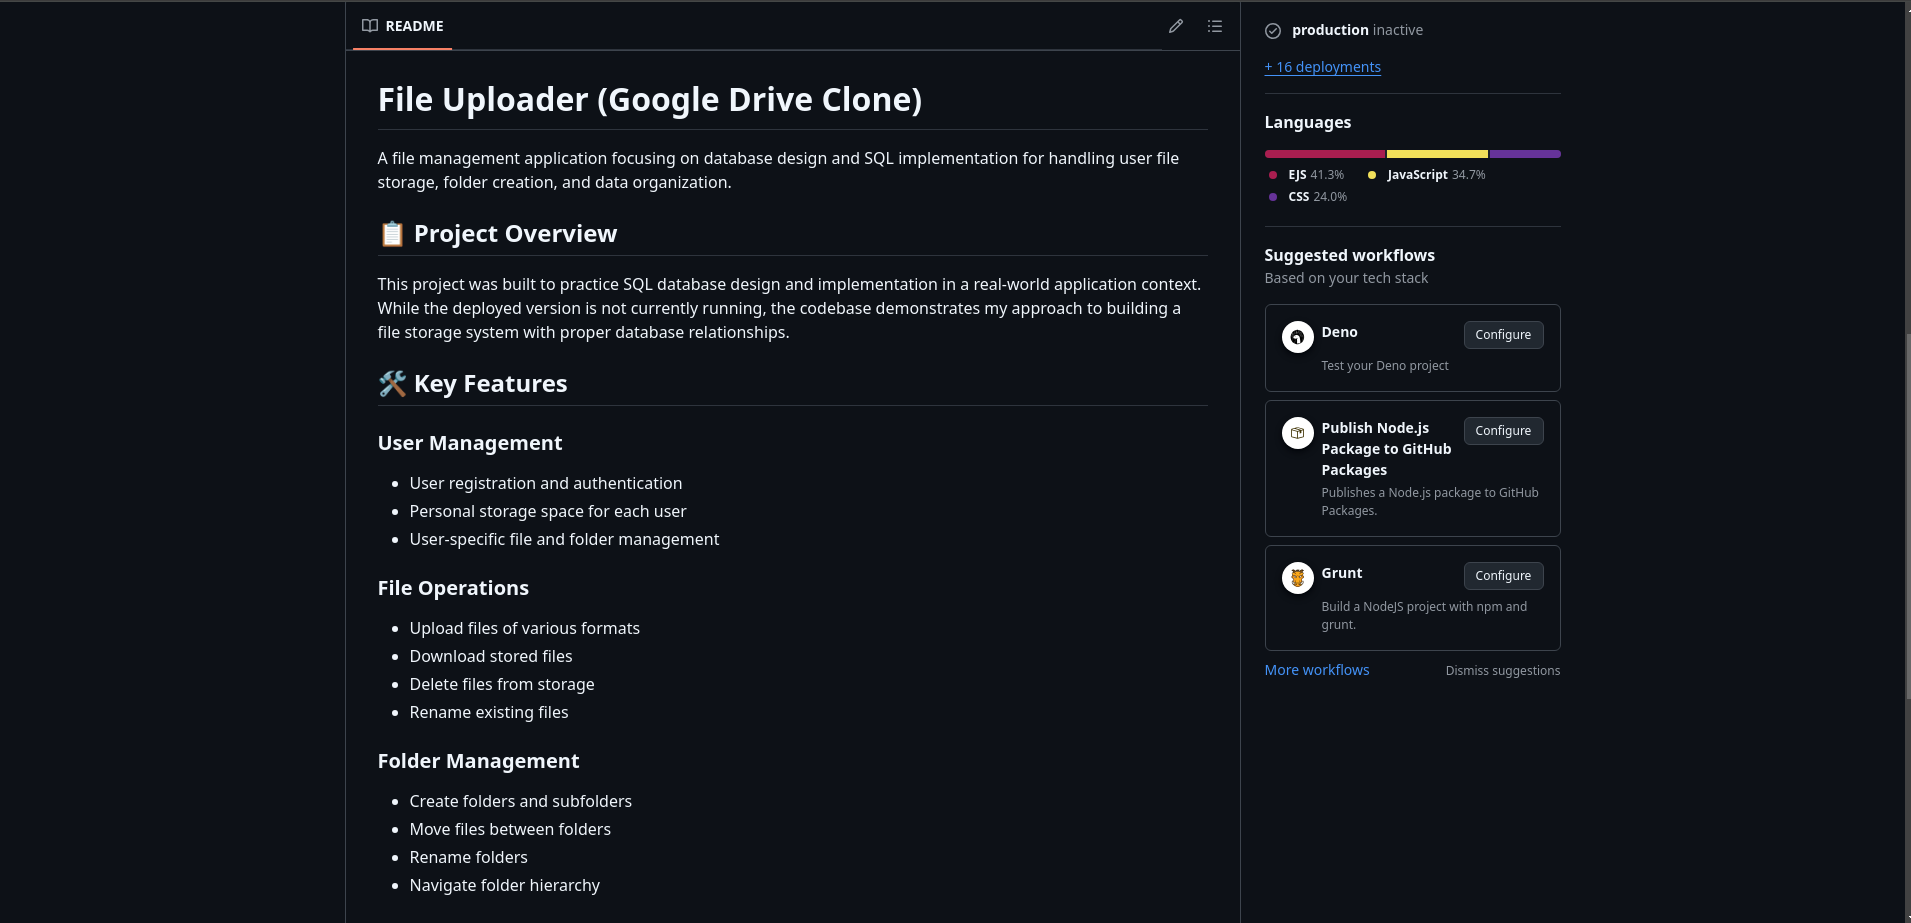 README
File Uploader (Google Drive Clone)
A file management application focusing on database design and SQL implementation for handling user file
storage, folder creation, and data organization.
📋 Project Overview
This project was built to practice SQL database design and implementation in a real-world application context.
While the deployed version is not currently running, the codebase demonstrates my approach to building a
file storage system with proper database relationships.
🛠️ Key Features
User Management
• User registration and authentication
• Personal storage space for each user
• User-specific file and folder management
File Operations
• Upload files of various formats
• Download stored files
• Delete files from storage
• Rename existing files
Folder Management
• Create folders and subfolders
• Move files between folders
• Rename folders
• Navigate folder hierarchy
production inactive
+ 16 deployments
Languages
EJS 41.3% JavaScript 34.7%
CSS 24.0%
Suggested workflows
Based on your tech stack
Deno Configure
Test your Deno project
Publish Node.js Configure
Package to GitHub
Packages
Publishes a Node.js package to GitHub
Packages.
Grunt Configure
Build a NodeJS project with npm and
grunt.
More workflows Dismiss suggestions